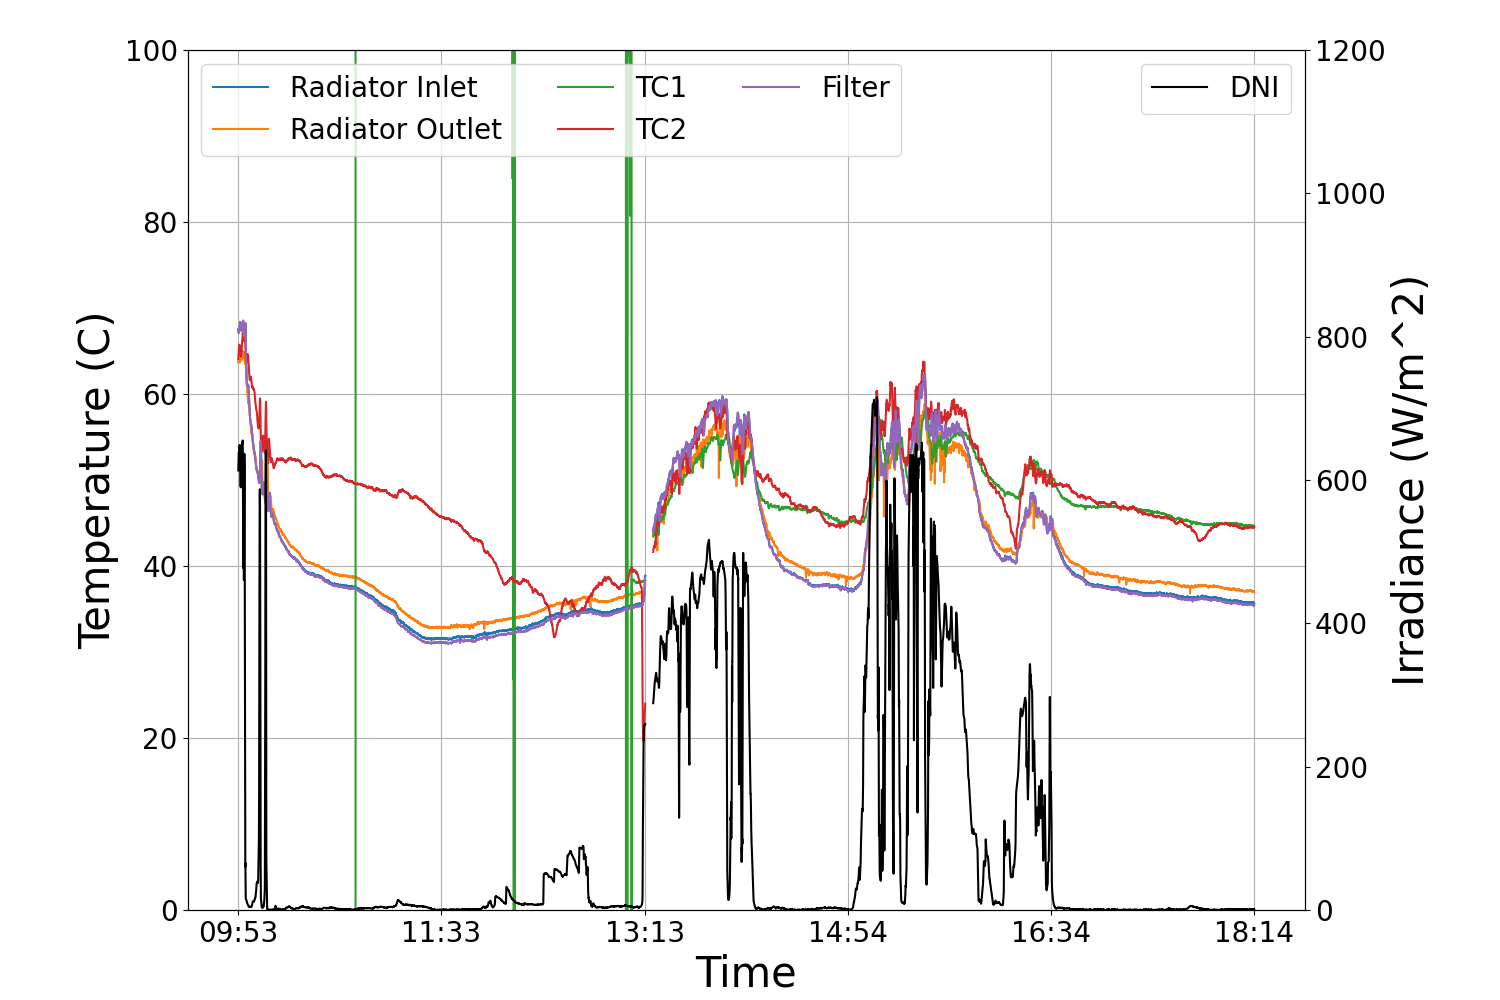 100
80
60
40
20
0
Temperature (C)
Radiator Inlet
Radiator Outlet
TC1
TC2
Filter
DNI
1200
1000
800
600
400
200
0
Irradiance (W/m^2)
09:53 11:33 13:13 14:54 16:34 18:14
Time